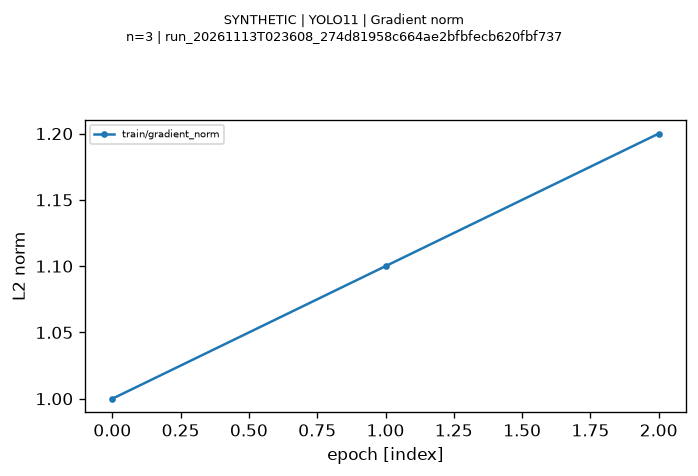 SYNTHETIC | YOLO11 | Gradient norm
n=3 | run_20261113T023608_274d81958c664ae2bfbfecb620fbf737
train/gradient_norm
L2 norm
1.20
1.15
1.10
1.05
1.00
0.00 0.25 0.50 0.75 1.00 1.25 1.50 1.75 2.00
epoch [index]